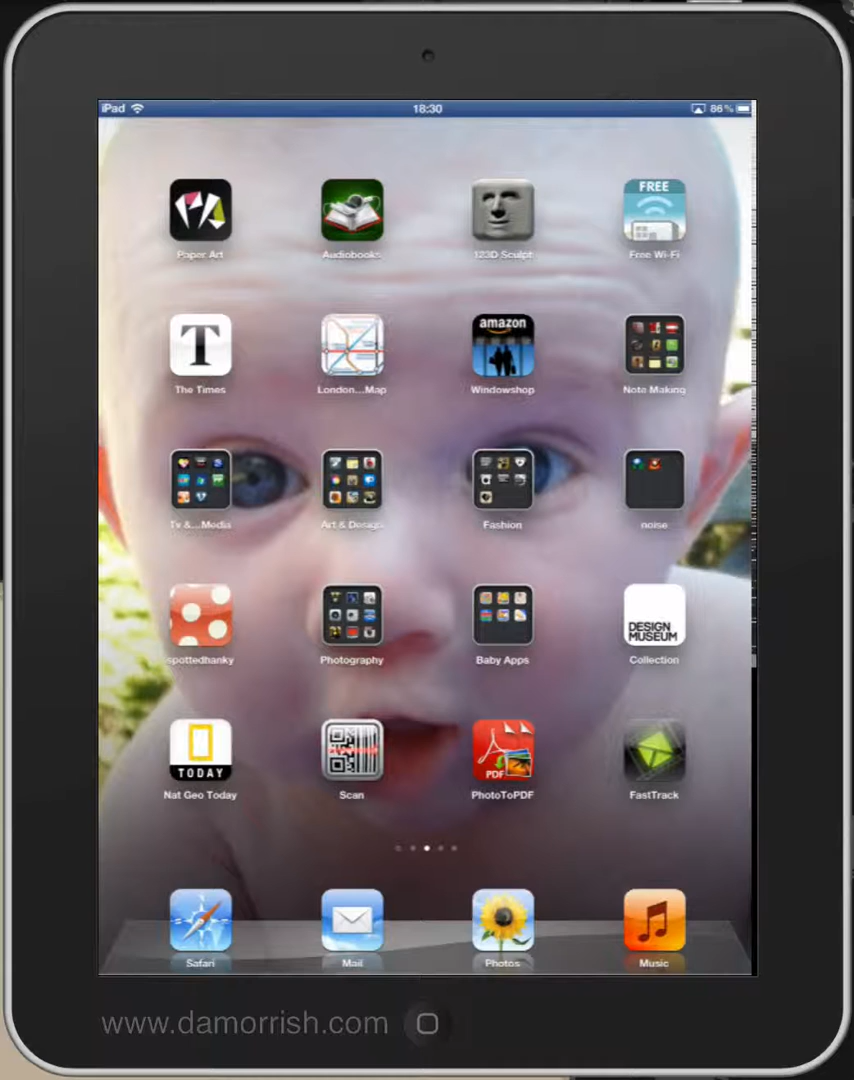 iPad 18:30 86%
FREE
Paper Art Audiobooks 123D Sculpt Free Wi-Fi
T amazon
The Times London...Map Windowshop Note Making
Tv &...Media Art & Design Fashion noise
DESIGN
MUSEUM
spottedhanky Photography Baby Apps Collection
TODAY PDF
Nat Geo Today Scan PhotoToPDF FastTrack
Safari Mail Photos Music
www.damorrish.com